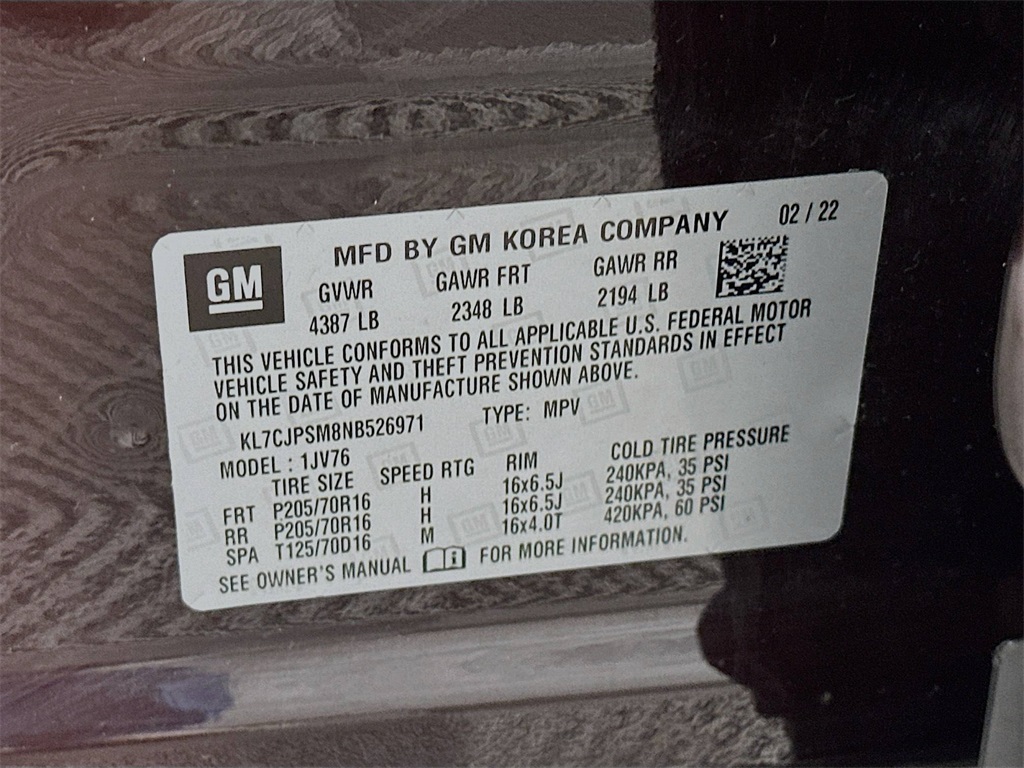 MFD BY GM KOREA COMPANY 02 / 22
GM
GVWR GAWR FRT GAWR RR
4387 LB 2348 LB 2194 LB
THIS VEHICLE CONFORMS TO ALL APPLICABLE U.S. FEDERAL MOTOR
VEHICLE SAFETY AND THEFT PREVENTION STANDARDS IN EFFECT
ON THE DATE OF MANUFACTURE SHOWN ABOVE.
KL7CJPSM8NB526971 TYPE: MPV
MODEL : 1JV76
TIRE SIZE SPEED RTG RIM COLD TIRE PRESSURE
FRT P205/70R16 H 16x6.5J 240KPA, 35 PSI
RR P205/70R16 H 16x6.5J 240KPA, 35 PSI
SPA T125/70D16 M 16x4.0T 420KPA, 60 PSI
SEE OWNER'S MANUAL FOR MORE INFORMATION.